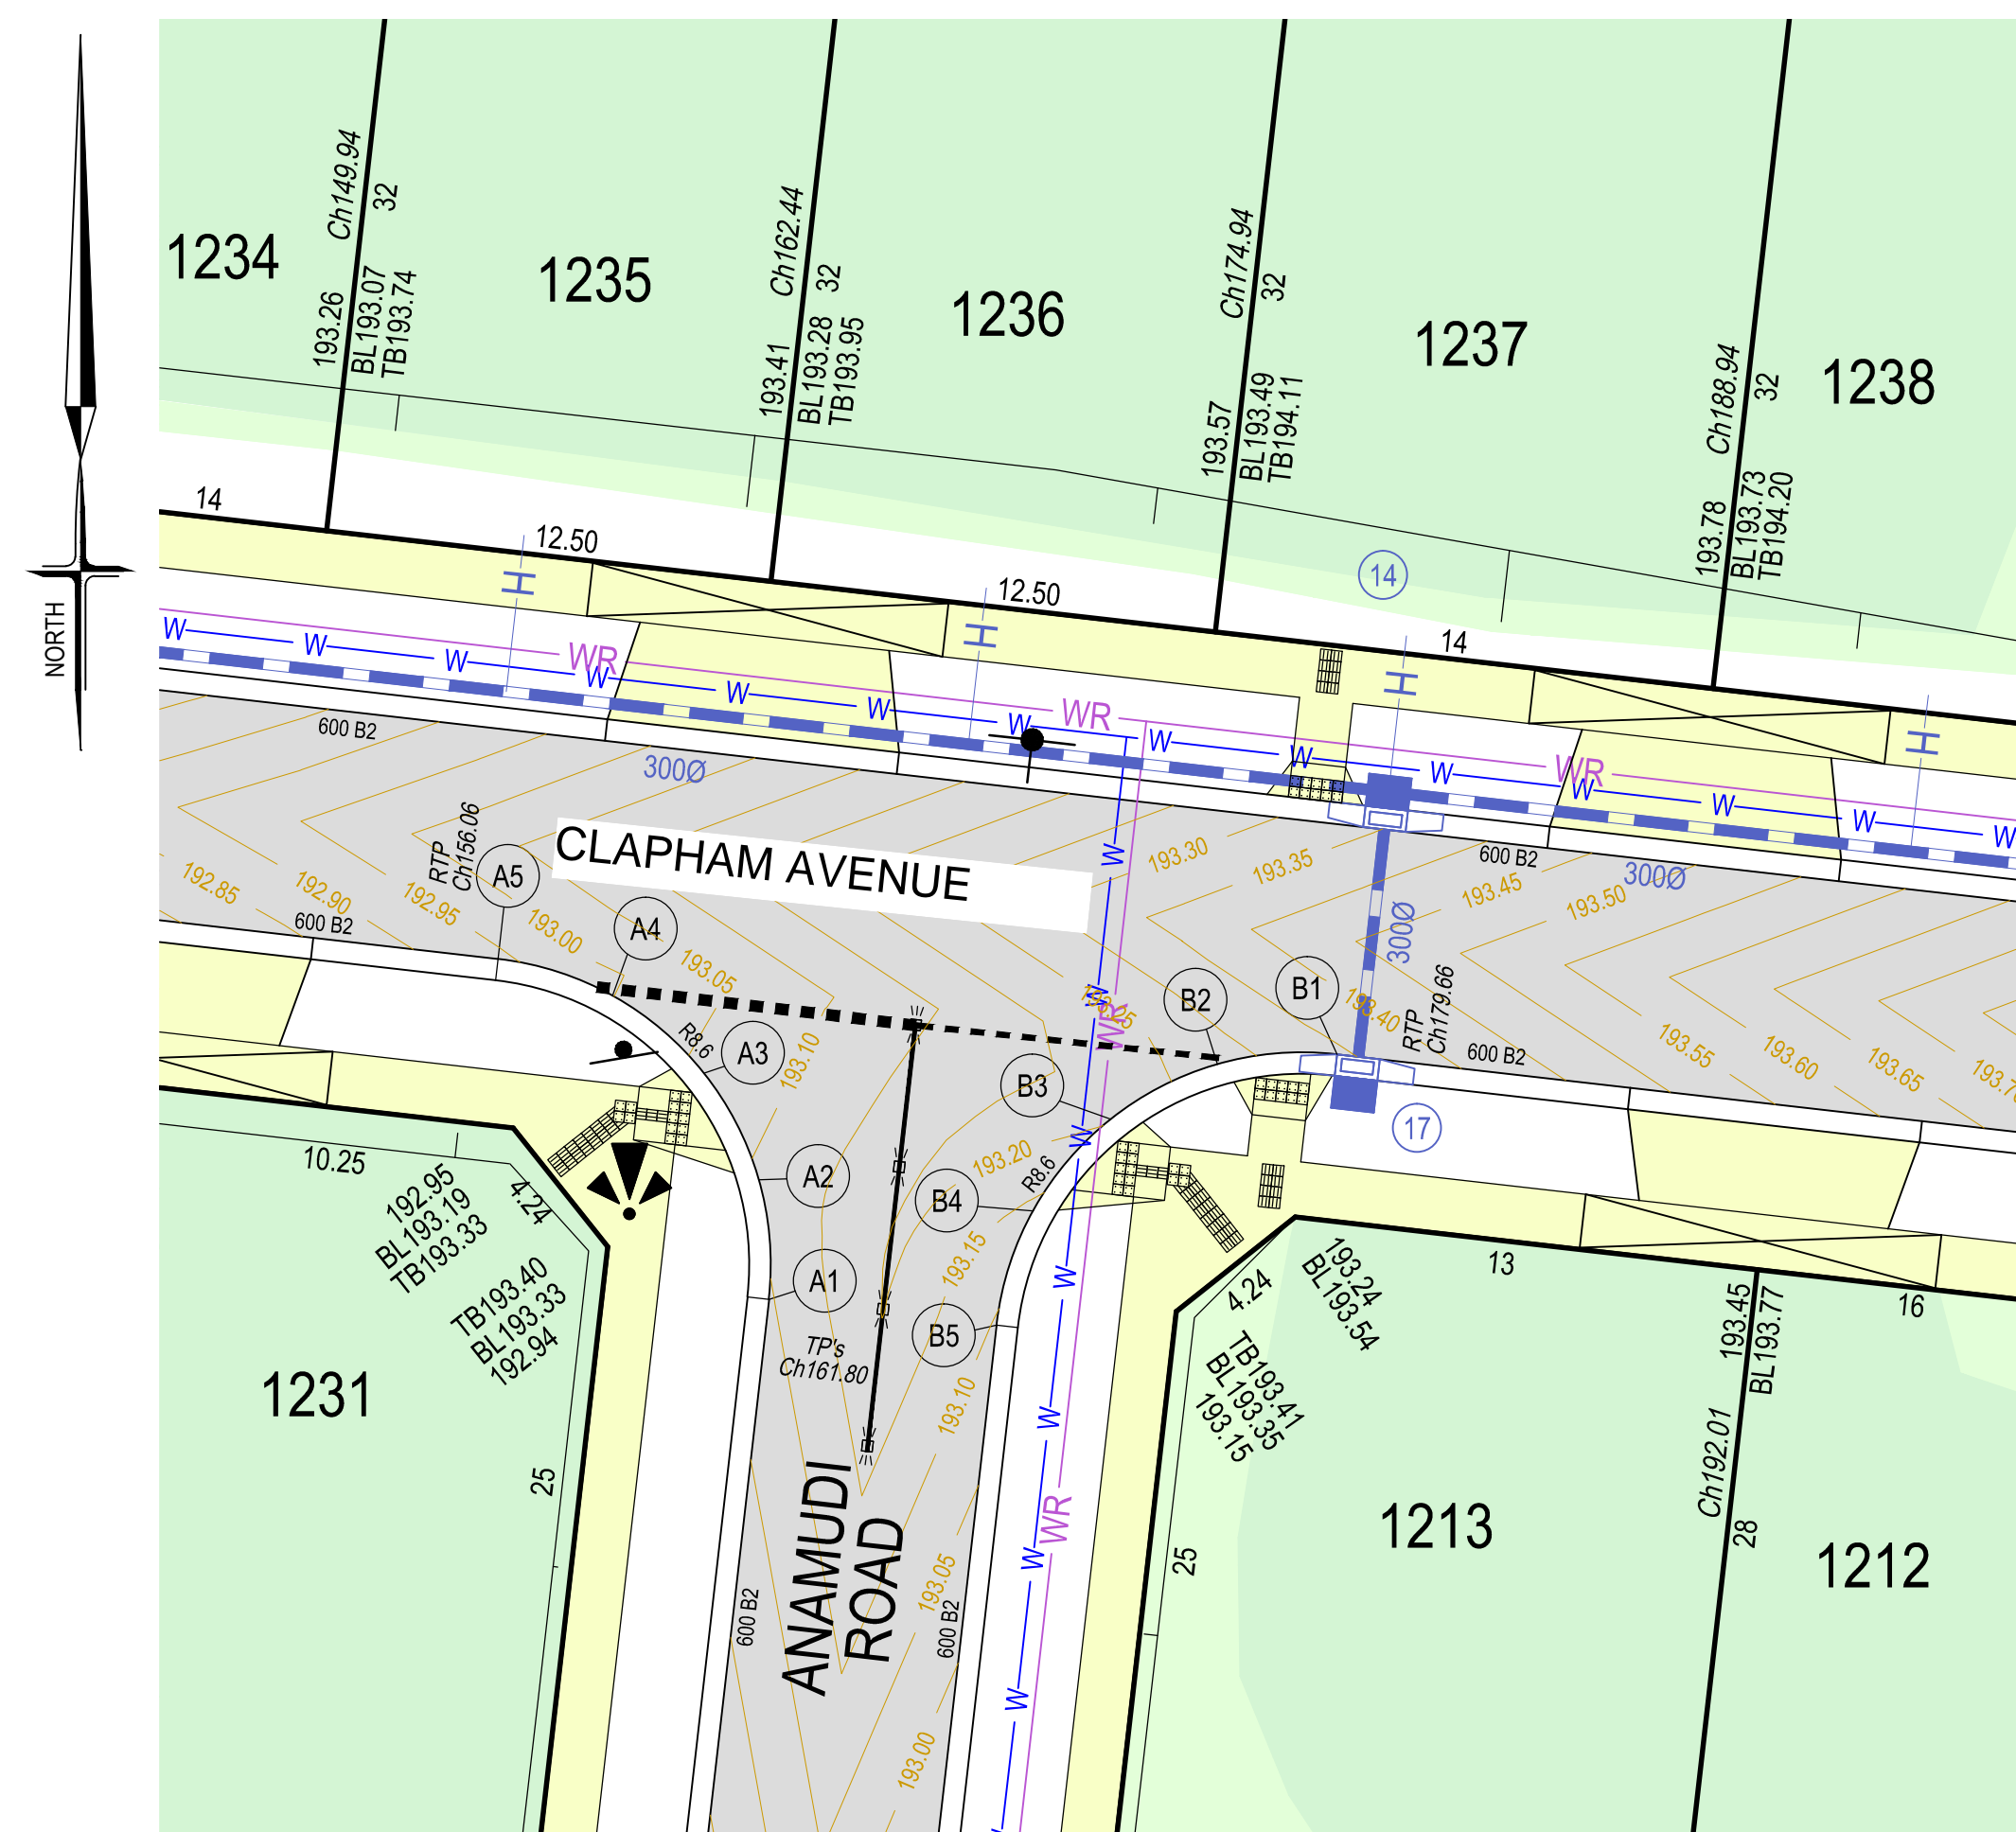 NORTH
1234
1235
1236
1237
1238
Ch149.94
32
193.26
BL193.07
TB193.74
Ch162.44
32
193.41
BL193.28
TB193.95
Ch174.94
32
193.57
BL193.49
TB194.11
Ch188.94
32
193.78
BL193.73
TB194.20
14
12.50
12.50
14
14
H
H
H
H
W W W W W W W W W W W W W W
WR
WR
WR
600 B2
300Ø
600 B2
300Ø
300Ø
CLAPHAM AVENUE
RTP
Ch156.06
A5
A4
A3
A2
A1
600 B2
R8.6
192.85
192.90
192.95
193.00
193.05
193.10
193.30
193.35
193.45
193.50
193.25
193.40
193.55
193.60
193.65
193.20
193.15
193.10
193.05
193.00
B1
B2
B3
B4
B5
RTP
Ch179.66
600 B2
R8.6
17
W W W W W W W W
WR
WR
TP's
Ch161.80
ANAMUDI
ROAD
600 B2
600 B2
10.25
4.24
192.95
BL193.19
TB193.33
TB193.40
BL193.33
192.94
1231
25
4.24
193.24
BL193.54
TB193.41
BL193.35
193.15
13
16
193.45
BL193.77
Ch192.01
28
25
1213
1212